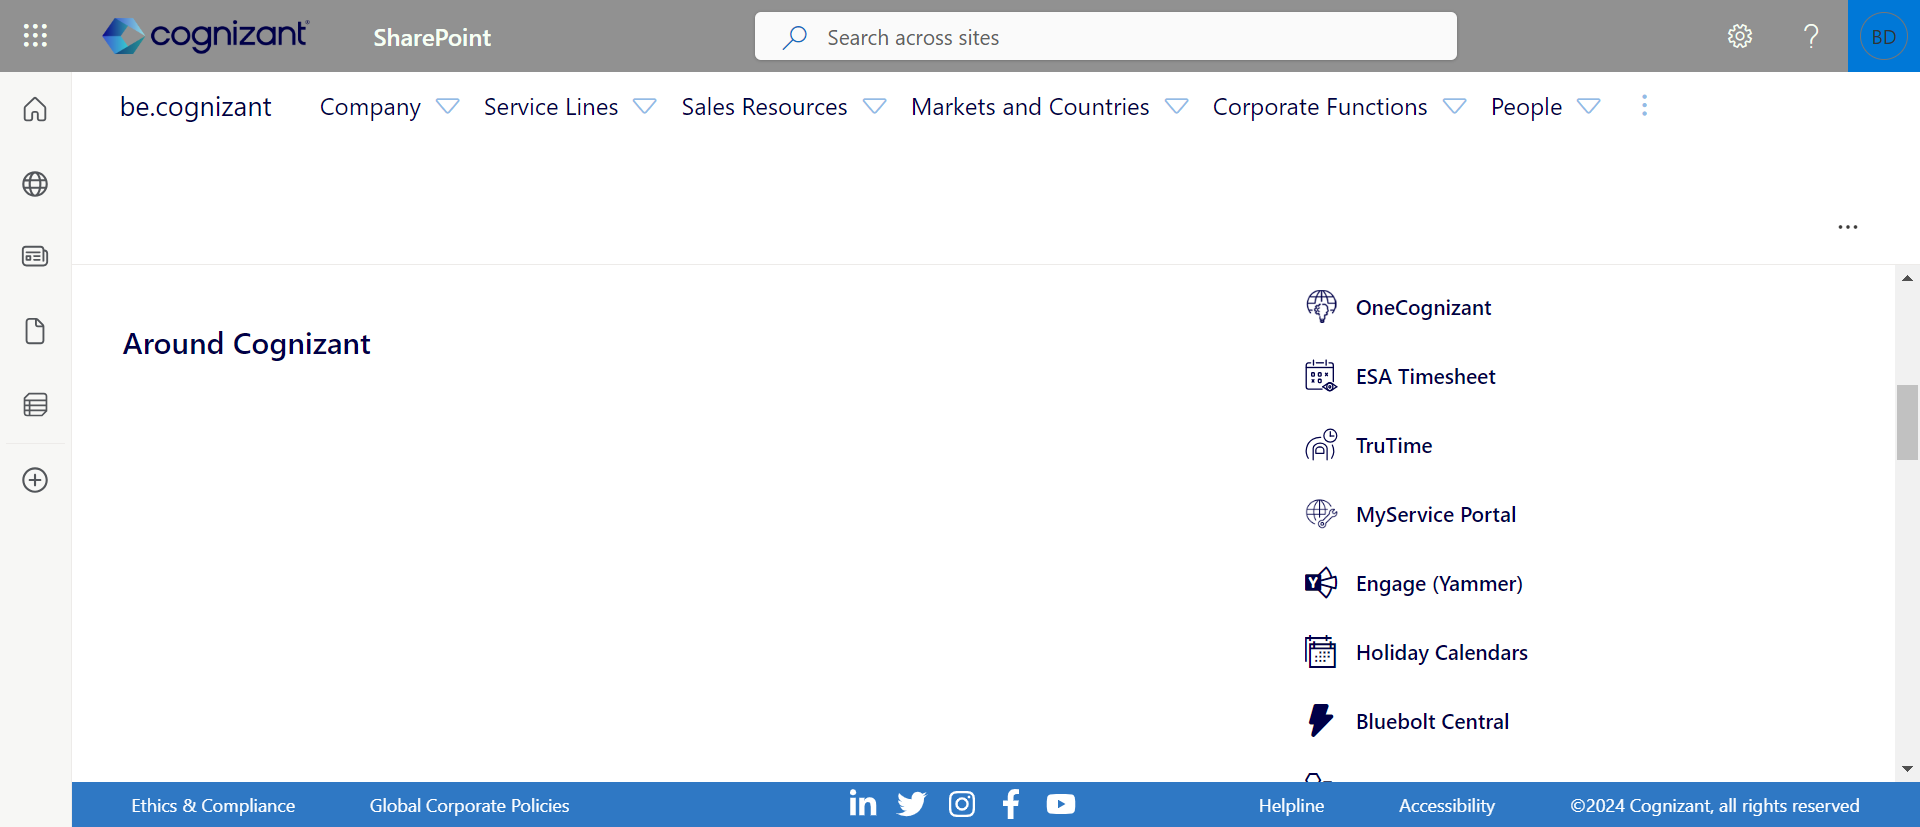 cognizant
SharePoint
Search across sites
BD
be.cognizant
Company
Service Lines
Sales Resources
Markets and Countries
Corporate Functions
People
Around Cognizant
OneCognizant
ESA Timesheet
TruTime
MyService Portal
Engage (Yammer)
Holiday Calendars
Bluebolt Central
Ethics & Compliance
Global Corporate Policies
Helpline
Accessibility
©2024 Cognizant, all rights reserved